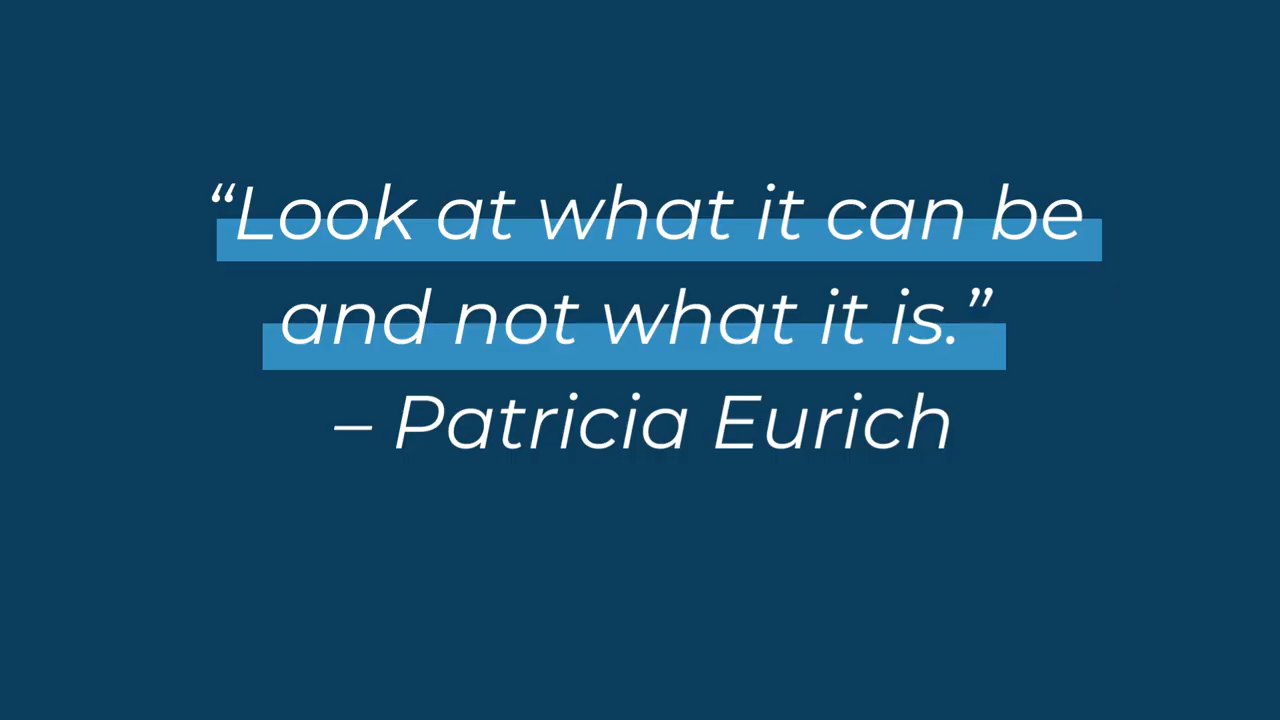 “Look at what it can be
and not what it is.”
– Patricia Eurich